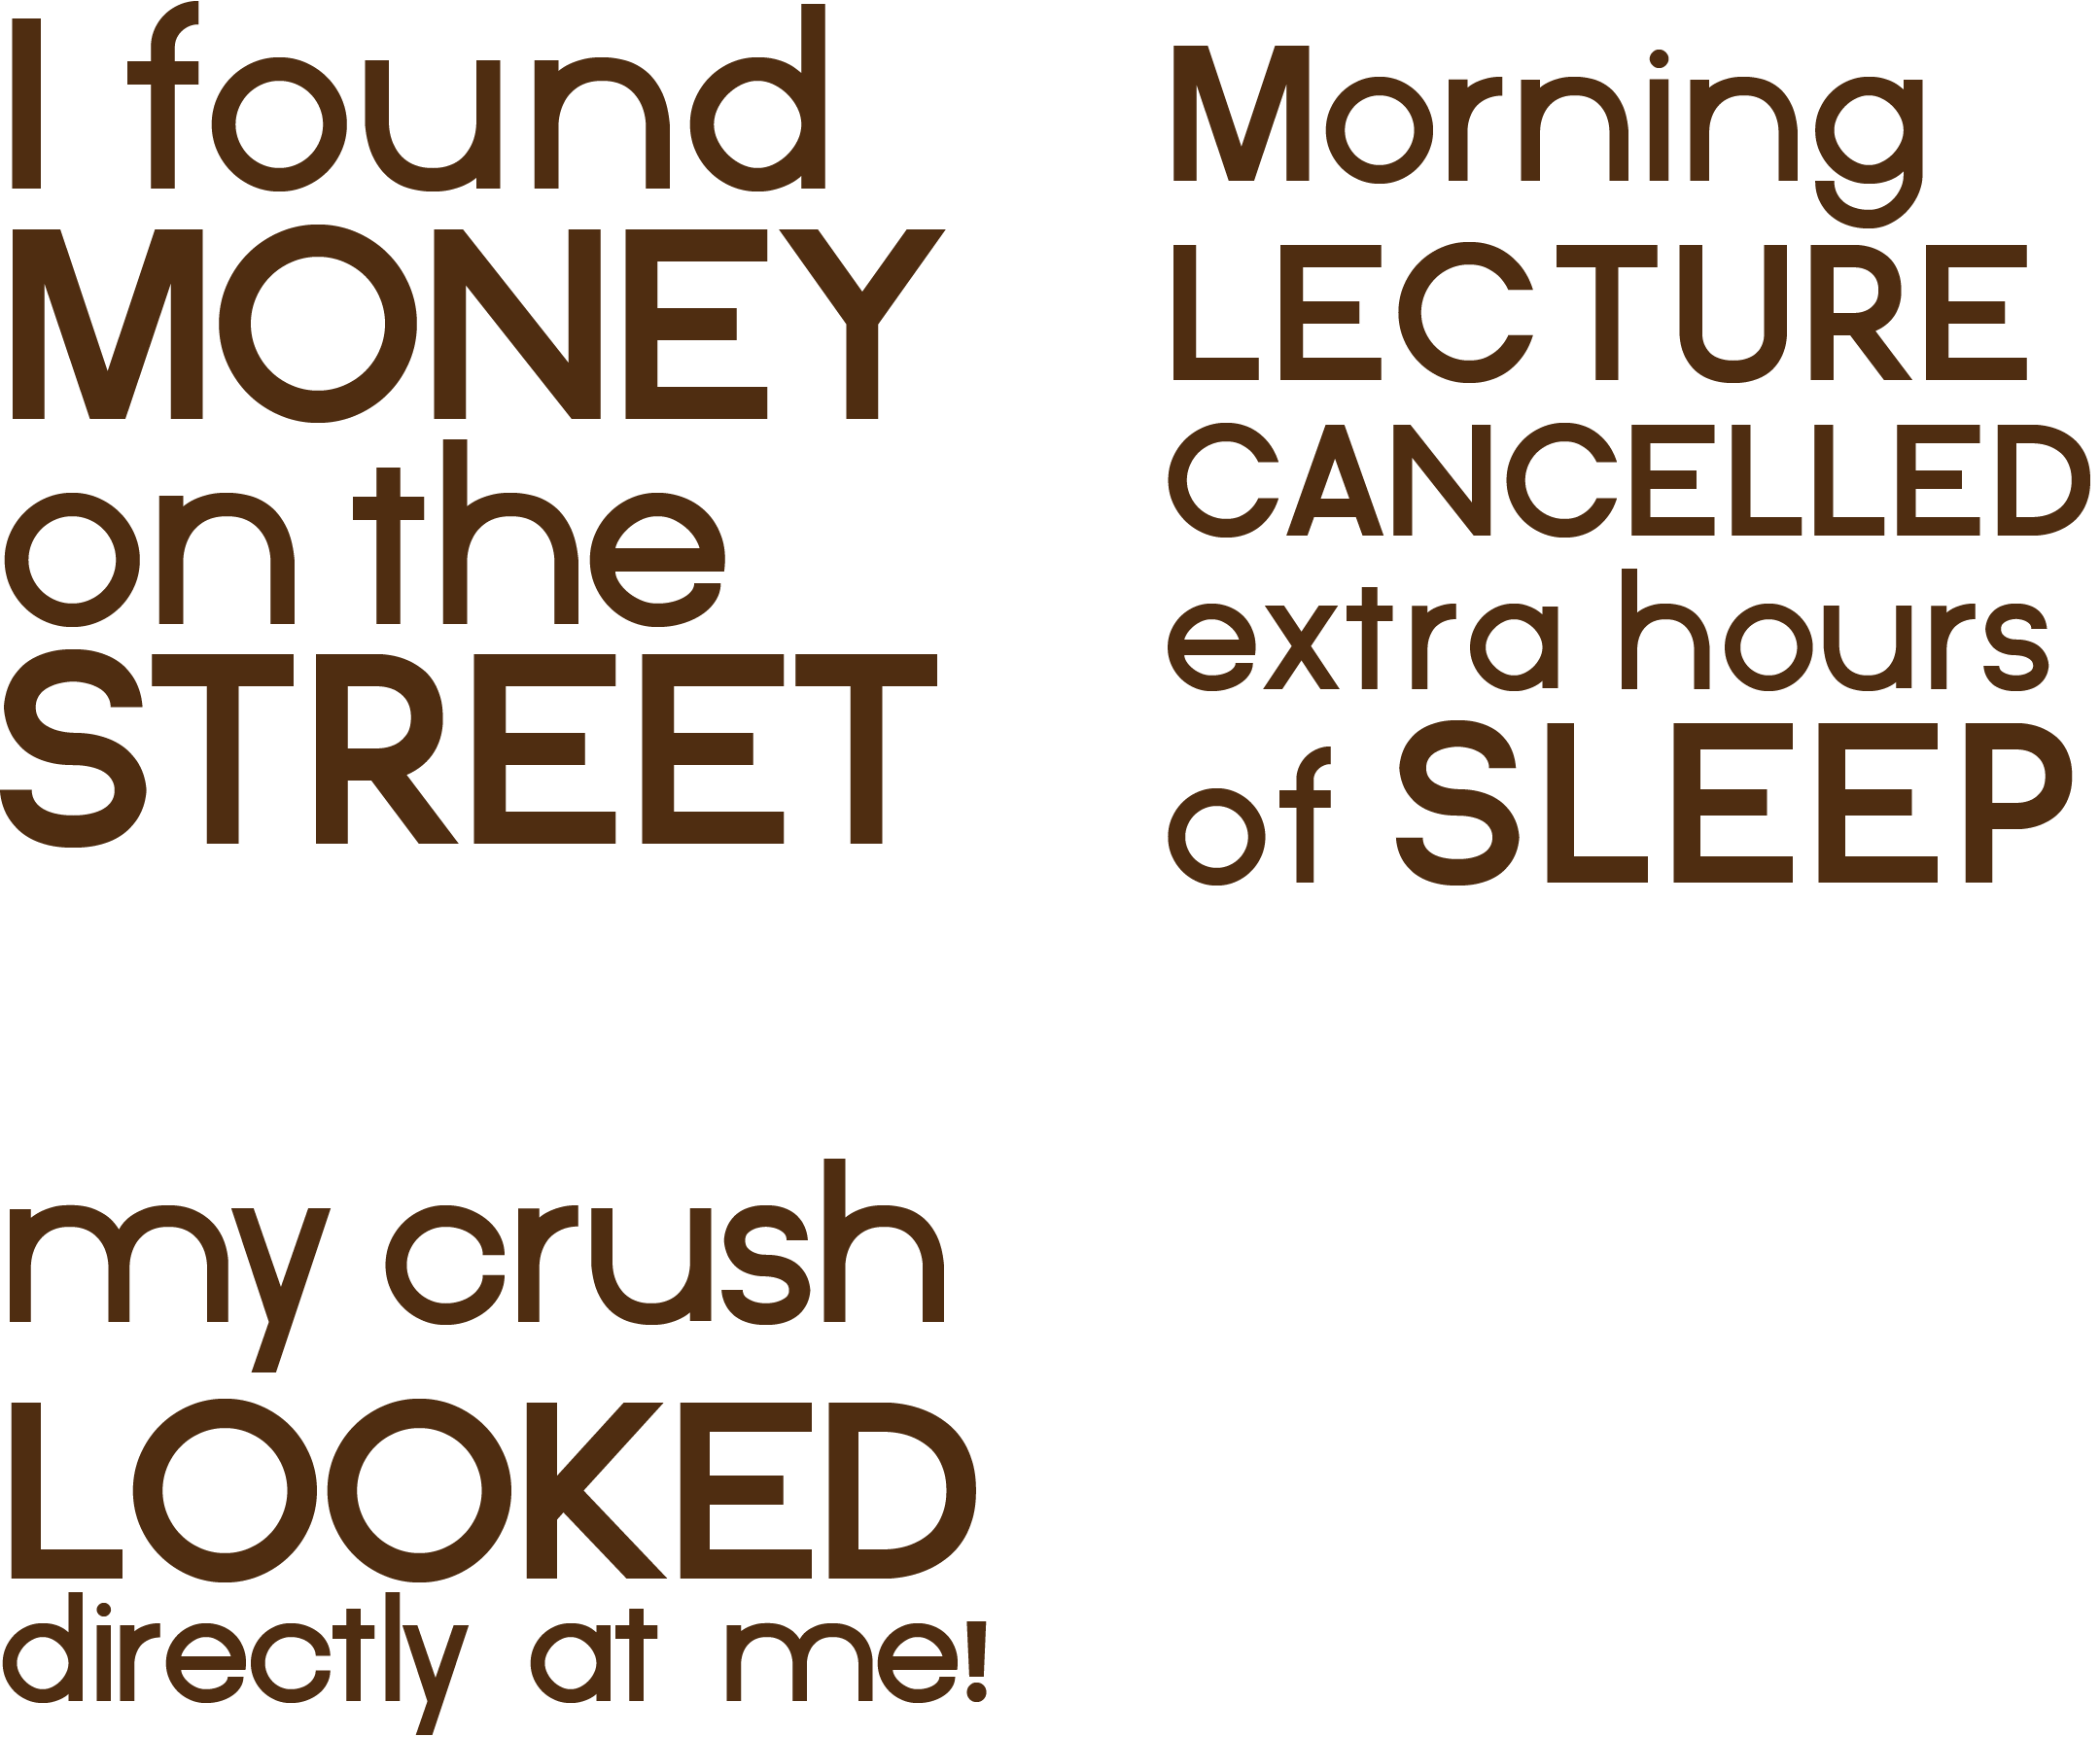 I found
MONEY
on the
STREET
Morning
LECTURE
CANCELLED
extra hours
of SLEEP
my crush
LOOKED
directly at me!